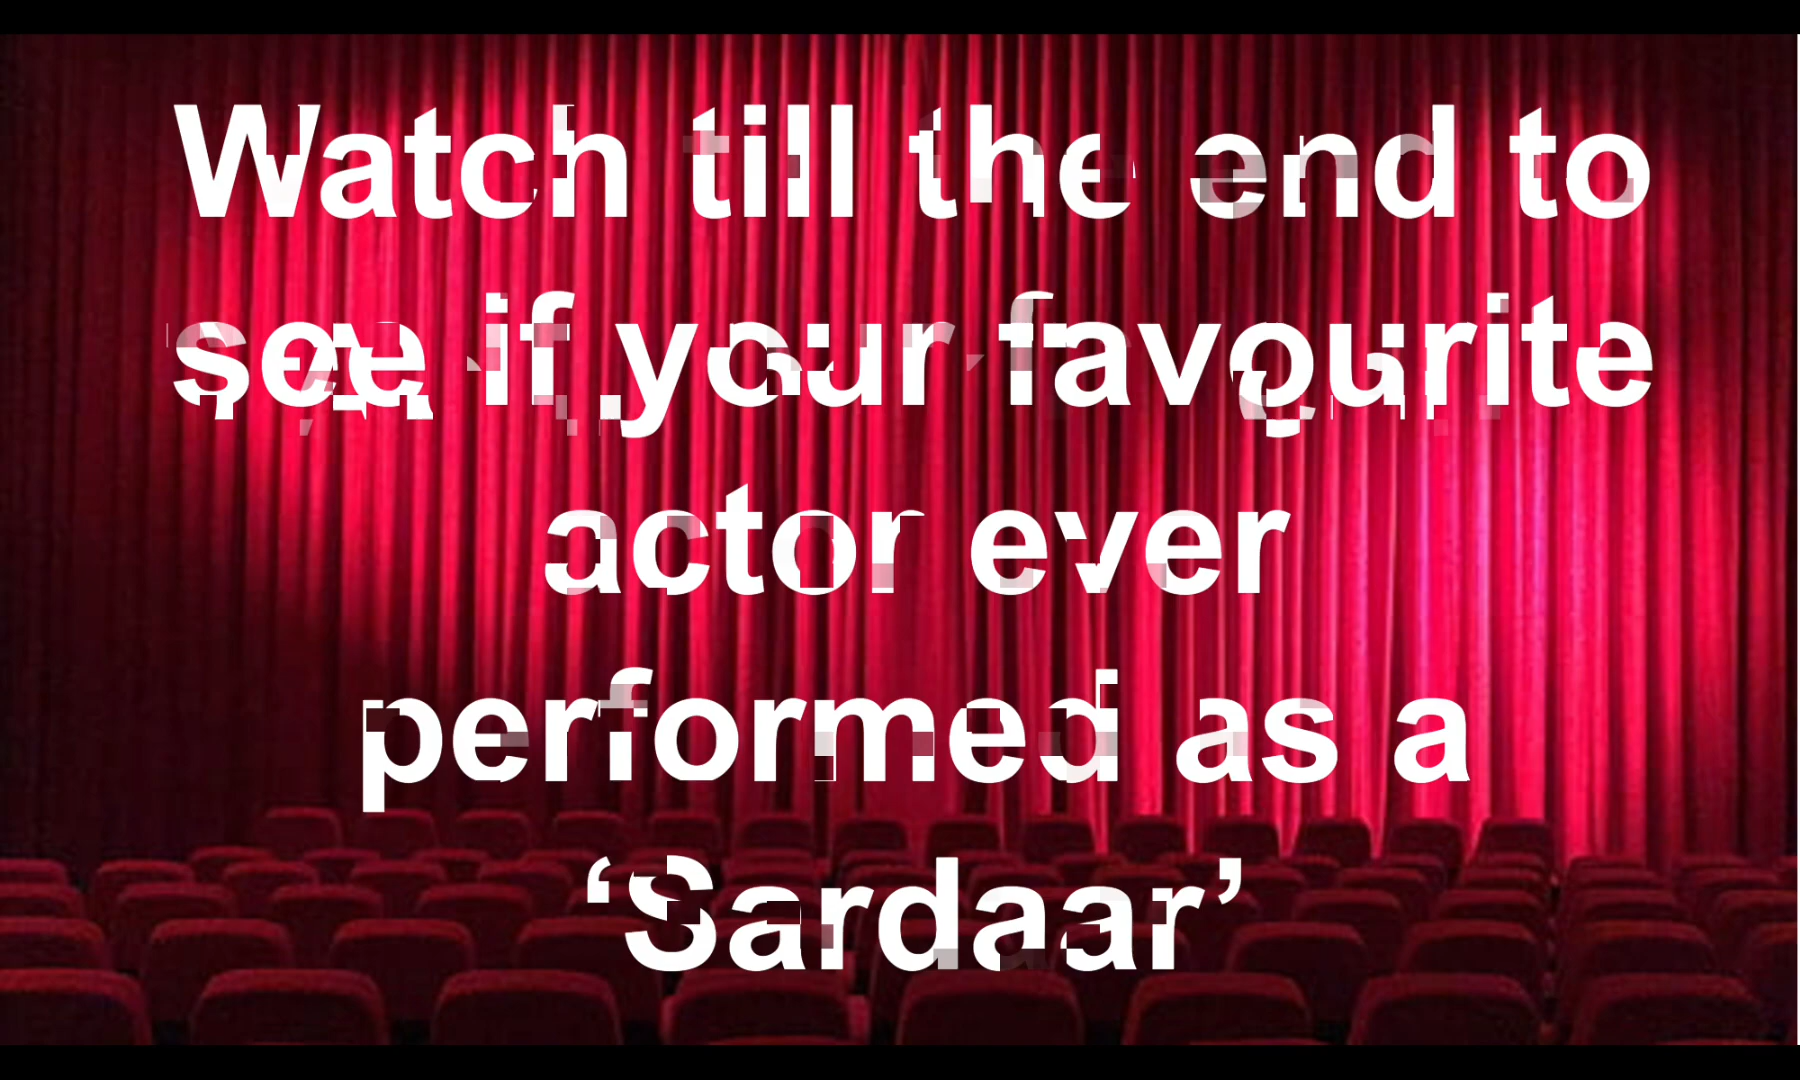 Watch till the end to
see if your favourite
actor ever
performed as a
‘Sardaar’